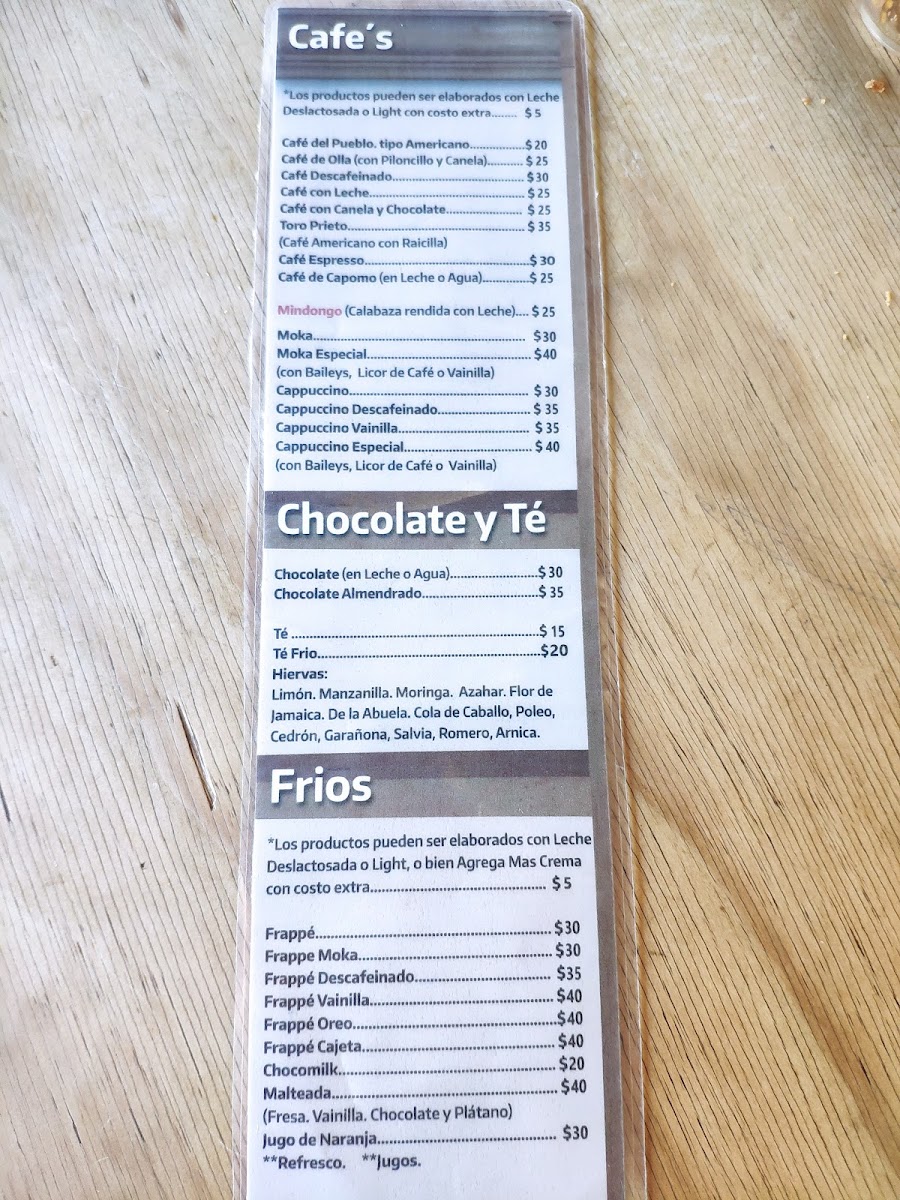 Cafe´s
*Los productos pueden ser elaborados con Leche
Deslactosada o Light con costo extra........ $ 5
Café del Pueblo. tipo Americano...............$ 20
Café de Olla (con Piloncillo y Canela).......... $ 25
Café Descafeinado.................................... $ 30
Café con Leche.......................................... $ 25
Café con Canela y Chocolate..................... $ 25
Toro Prieto................................................ $ 35
(Café Americano con Raicilla)
Café Espresso............................................$ 30
Café de Capomo (en Leche o Agua).............$ 25
Mindongo (Calabaza rendida con Leche).... $ 25
Moka........................................................ $30
Moka Especial........................................... $40
(con Baileys, Licor de Café o Vainilla)
Cappuccino............................................... $ 30
Cappuccino Descafeinado........................ $ 35
Cappuccino Vainilla.................................. $ 35
Cappuccino Especial................................. $ 40
(con Baileys, Licor de Café o Vainilla)
Chocolate y Té
Chocolate (en Leche o Agua).......................$ 30
Chocolate Almendrado..............................$ 35
Té ..............................................................$ 15
Té Frio.........................................................$20
Hiervas:
Limón. Manzanilla. Moringa. Azahar. Flor de
Jamaica. De la Abuela. Cola de Caballo, Poleo,
Cedrón, Garañona, Salvia, Romero, Arnica.
Frios
*Los productos pueden ser elaborados con Leche
Deslactosada o Light, o bien Agrega Mas Crema
con costo extra........................................... $ 5
Frappé......................................................... $30
Frappe Moka............................................... $30
Frappé Descafeinado................................. $35
Frappé Vainilla............................................ $40
Frappé Oreo.................................................$40
Frappé Cajeta.............................................. $40
Chocomilk................................................... $20
Malteada..................................................... $40
(Fresa. Vainilla. Chocolate y Plátano)
Jugo de Naranja.......................................... $30
**Refresco. **Jugos.